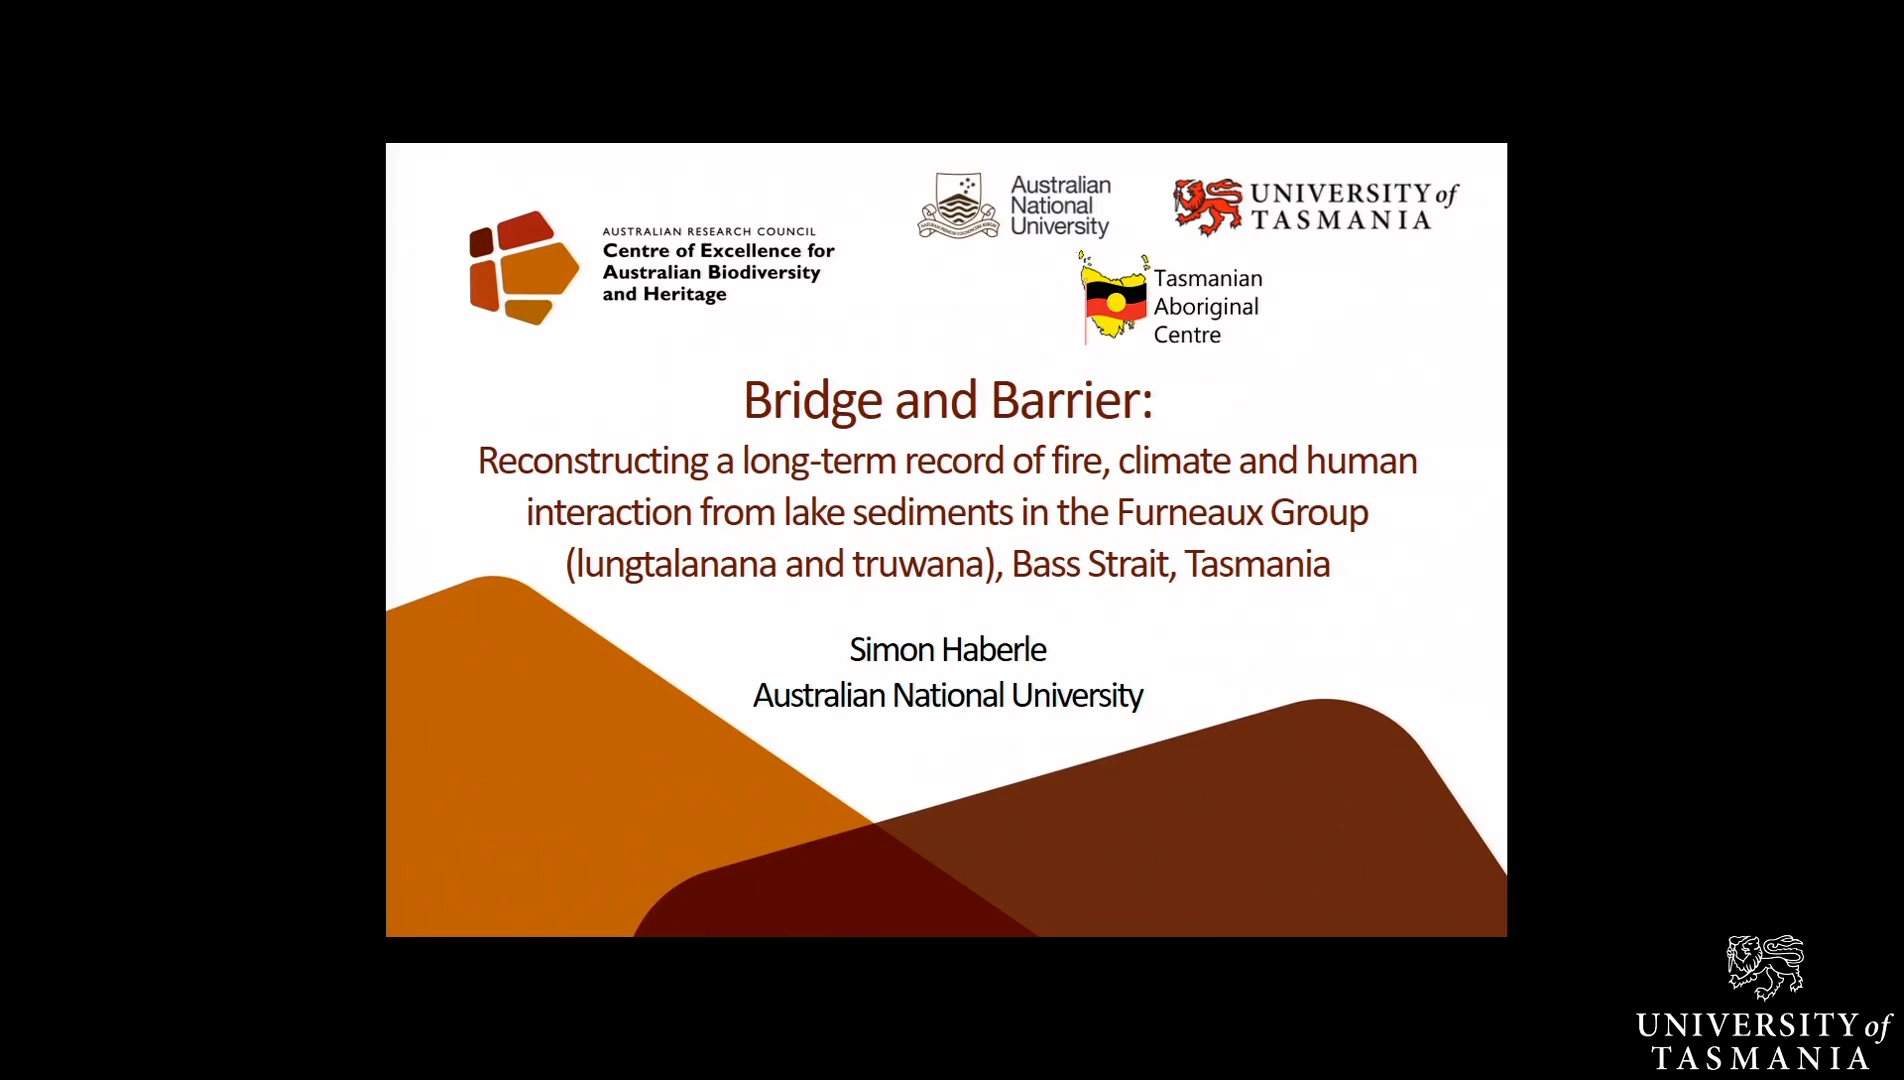 AUSTRALIAN RESEARCH COUNCIL
Centre of Excellence for
Australian Biodiversity
and Heritage
Australian
National
University
UNIVERSITY of
TASMANIA
Tasmanian
Aboriginal
Centre
Bridge and Barrier:
Reconstructing a long-term record of fire, climate and human
interaction from lake sediments in the Furneaux Group
(lungtalanana and truwana), Bass Strait, Tasmania
Simon Haberle
Australian National University
UNIVERSITY of
TASMANIA